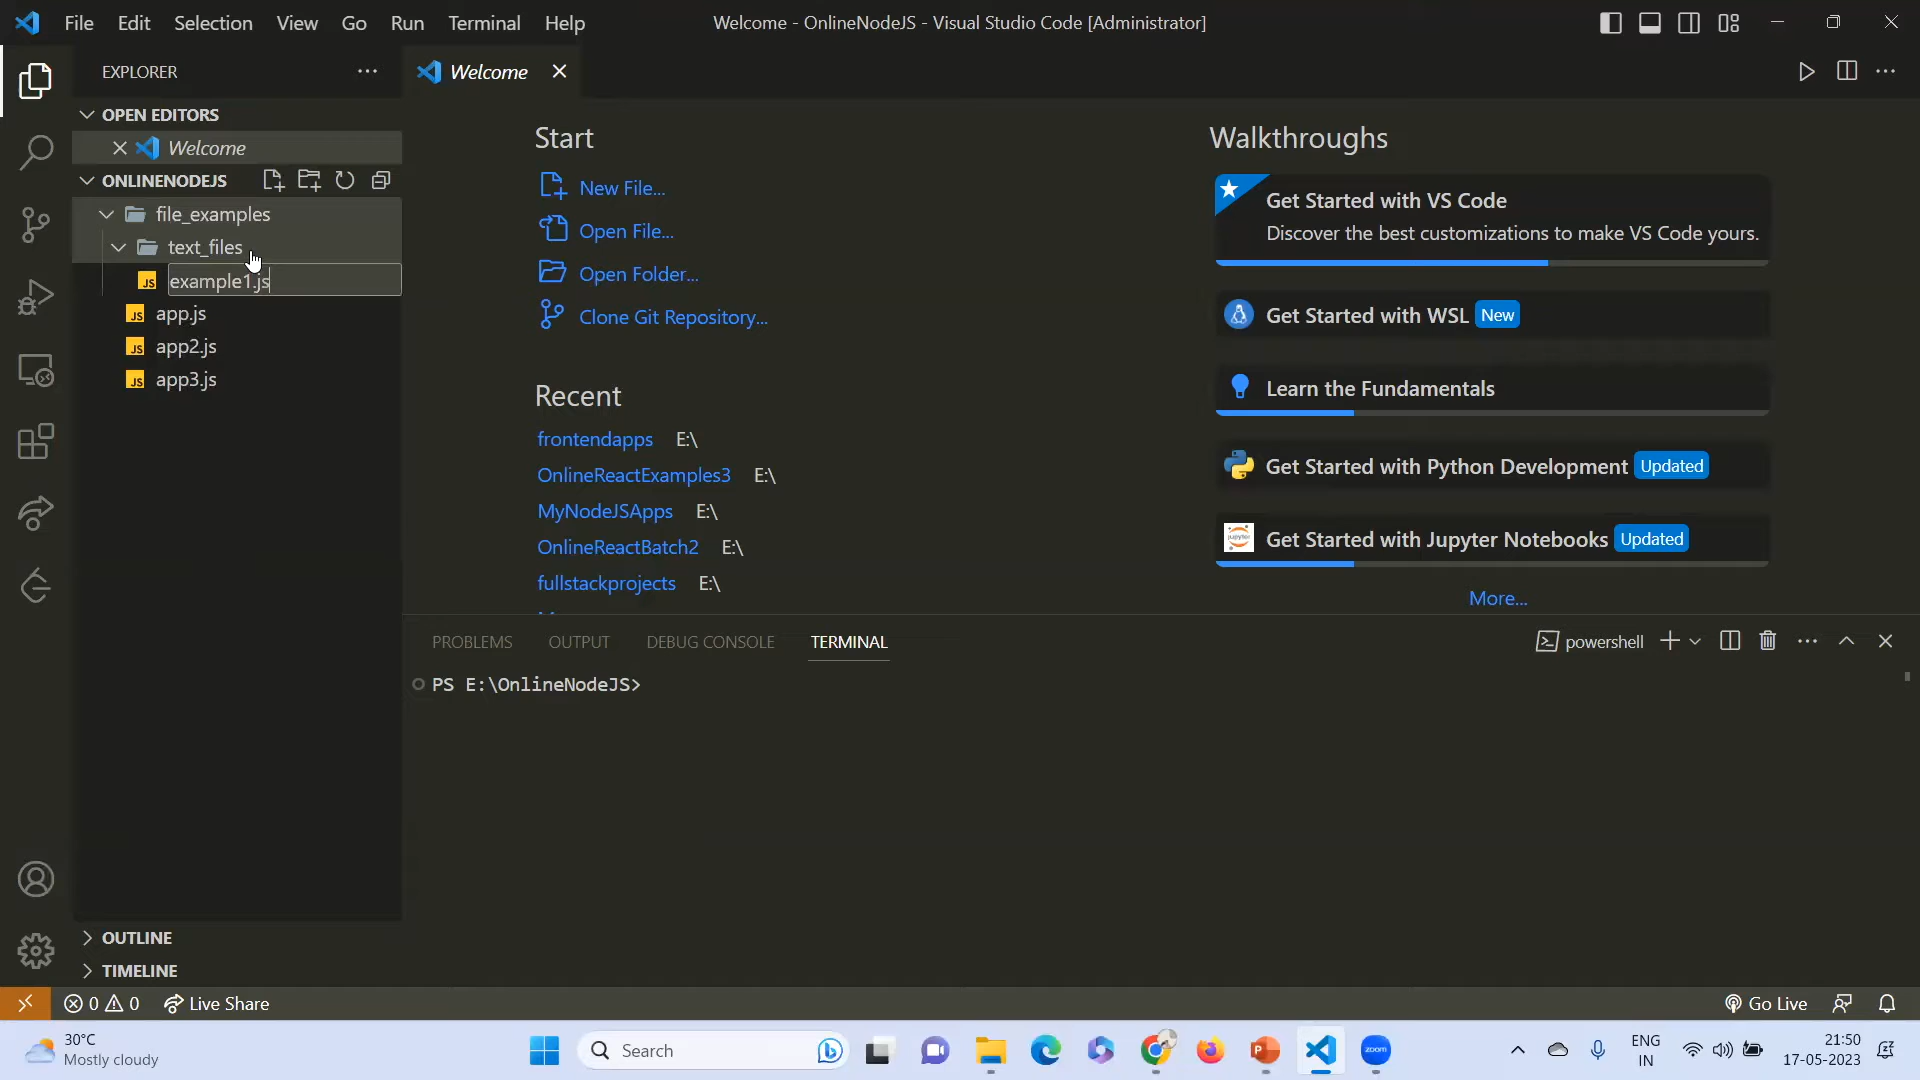 File Edit Selection View Go Run Terminal Help
Welcome - OnlineNodeJS - Visual Studio Code [Administrator]
EXPLORER
Welcome
OPEN EDITORS
Welcome
ONLINENODEJS
file_examples
text_files
JS example1.js
JS app.js
JS app2.js
JS app3.js
OUTLINE
TIMELINE
Start
New File...
Open File...
Open Folder...
Clone Git Repository...
Recent
frontendapps E:\
OnlineReactExamples3 E:\
MyNodeJSApps E:\
OnlineReactBatch2 E:\
fullstackprojects E:\
Walkthroughs
Get Started with VS Code
Discover the best customizations to make VS Code yours.
Get Started with WSL New
Learn the Fundamentals
Get Started with Python Development Updated
Get Started with Jupyter Notebooks Updated
More...
PROBLEMS OUTPUT DEBUG CONSOLE TERMINAL
powershell
PS E:\OnlineNodeJS>
0 0 Live Share
Go Live
30°C
Mostly cloudy
Search
zoom
ENG
IN
21:50
17-05-2023